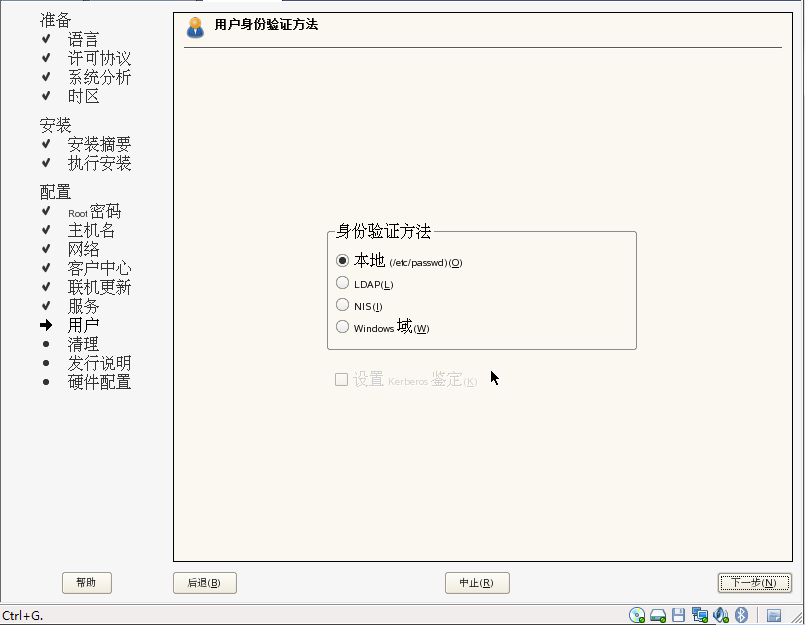 准备
语言
许可协议
系统分析
时区
安装
安装摘要
执行安装
配置
Root 密码
主机名
网络
客户中心
联机更新
服务
用户
清理
发行说明
硬件配置
用户身份验证方法
身份验证方法
本地 (/etc/passwd)(O)
LDAP(L)
NIS(I)
Windows 域(W)
设置 Kerberos 鉴定(K)
帮助
后退(B)
中止(R)
下一步(N)
Ctrl+G.